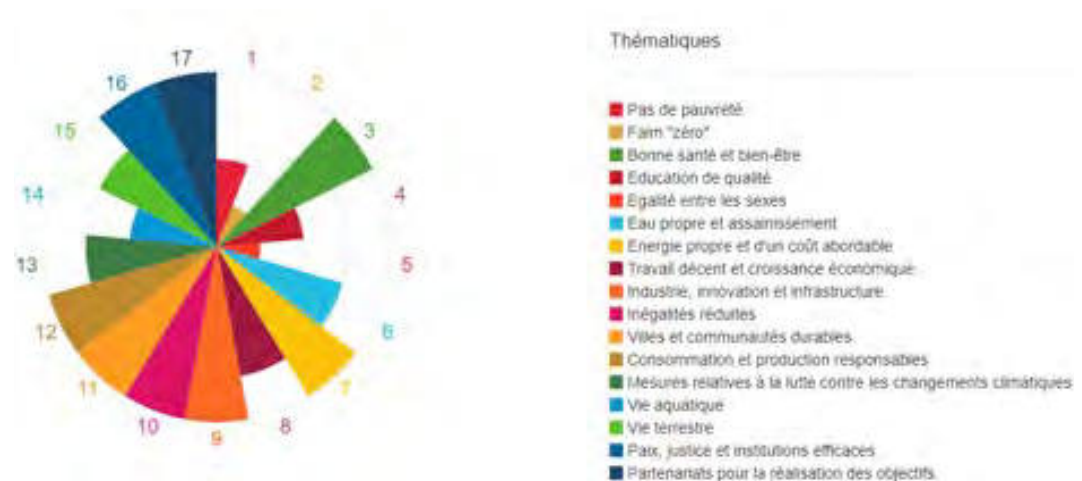 17
1
16
2
15
3
14
4
13
5
12
6
11
7
10
9
8
Thématiques
Pas de pauvreté
Faim "zéro"
Bonne santé et bien-être
Education de qualité
Egalité entre les sexes
Eau propre et assainissement
Energie propre et d'un coût abordable
Travail décent et croissance économique
Industrie, innovation et infrastructure
Inégalités réduites
Villes et communautés durables
Consommation et production responsables
Mesures relatives à la lutte contre les changements climatiques
Vie aquatique
Vie terrestre
Paix, justice et institutions efficaces
Partenariats pour la réalisation des objectifs